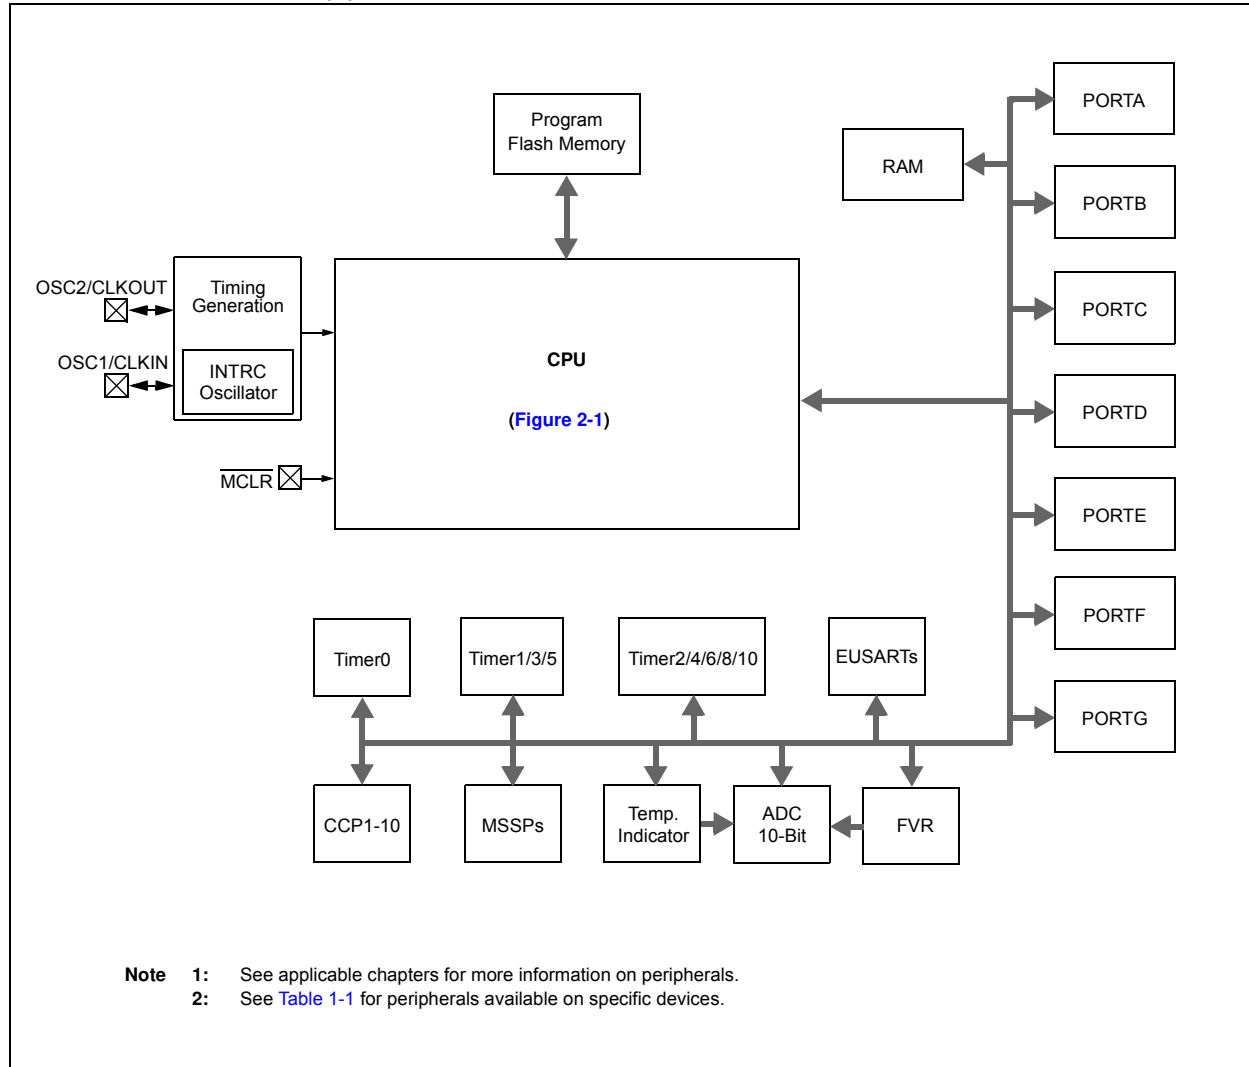 Program
Flash Memory
RAM
PORTA
PORTB
PORTC
PORTD
PORTE
PORTF
PORTG
OSC2/CLKOUT
OSC1/CLKIN
Timing
Generation
INTRC
Oscillator
MCLR
CPU
(Figure 2-1)
Timer0
Timer1/3/5
Timer2/4/6/8/10
EUSARTs
CCP1-10
MSSPs
Temp.
Indicator
ADC
10-Bit
FVR
Note 1: See applicable chapters for more information on peripherals.
2: See Table 1-1 for peripherals available on specific devices.